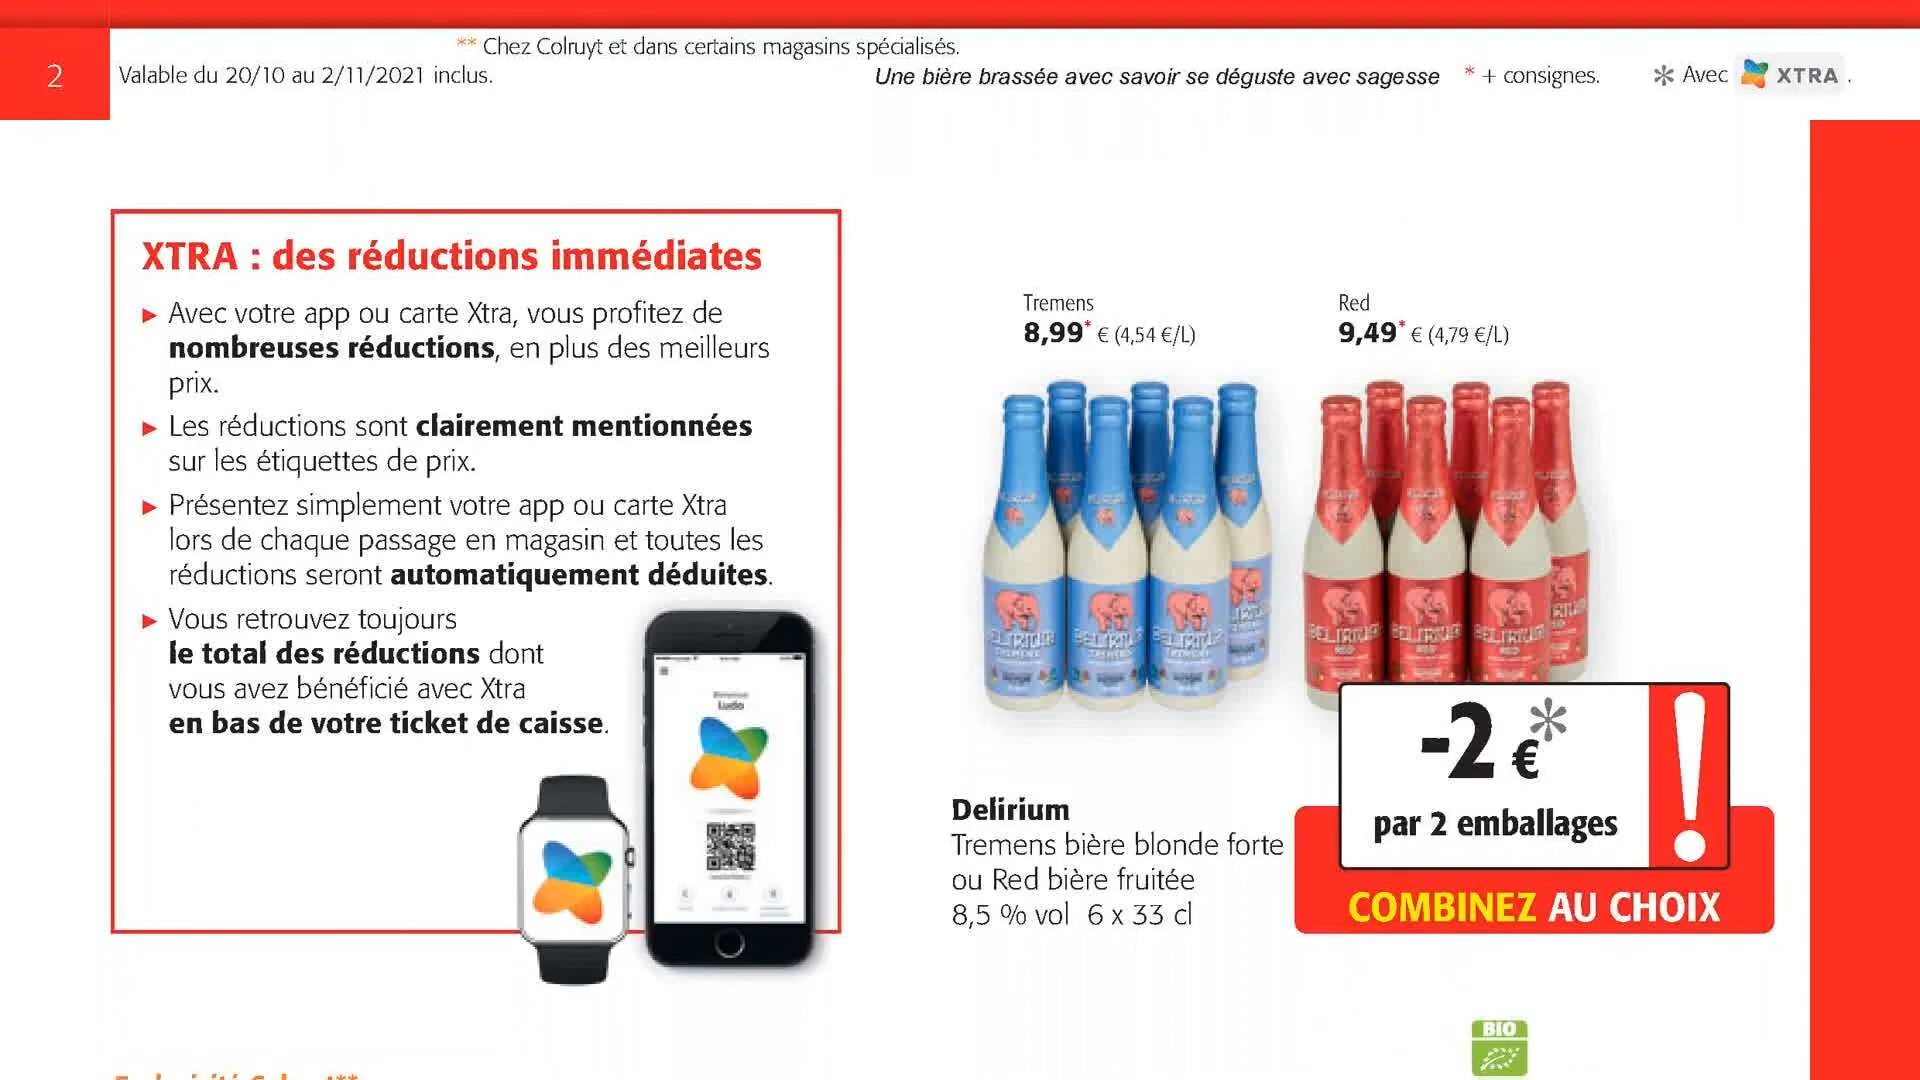 ** Chez Colruyt et dans certains magasins spécialisés.
2
Valable du 20/10 au 2/11/2021 inclus.
Une bière brassée avec savoir se déguste avec sagesse
* + consignes.
* Avec XTRA.
XTRA : des réductions immédiates
► Avec votre app ou carte Xtra, vous profitez de
nombreuses réductions, en plus des meilleurs
prix.
► Les réductions sont clairement mentionnées
sur les étiquettes de prix.
► Présentez simplement votre app ou carte Xtra
lors de chaque passage en magasin et toutes les
réductions seront automatiquement déduites.
► Vous retrouvez toujours
le total des réductions dont
vous avez bénéficié avec Xtra
en bas de votre ticket de caisse.
Ludo
Tremens
8,99* € (4,54 €/L)
Red
9,49* € (4,79 €/L)
DELIRIUM
TREMENS
DELIRIUM
RED
Delirium
Tremens bière blonde forte
ou Red bière fruitée
8,5 % vol 6 x 33 cl
-2 €*
par 2 emballages
!
COMBINEZ AU CHOIX
BIO